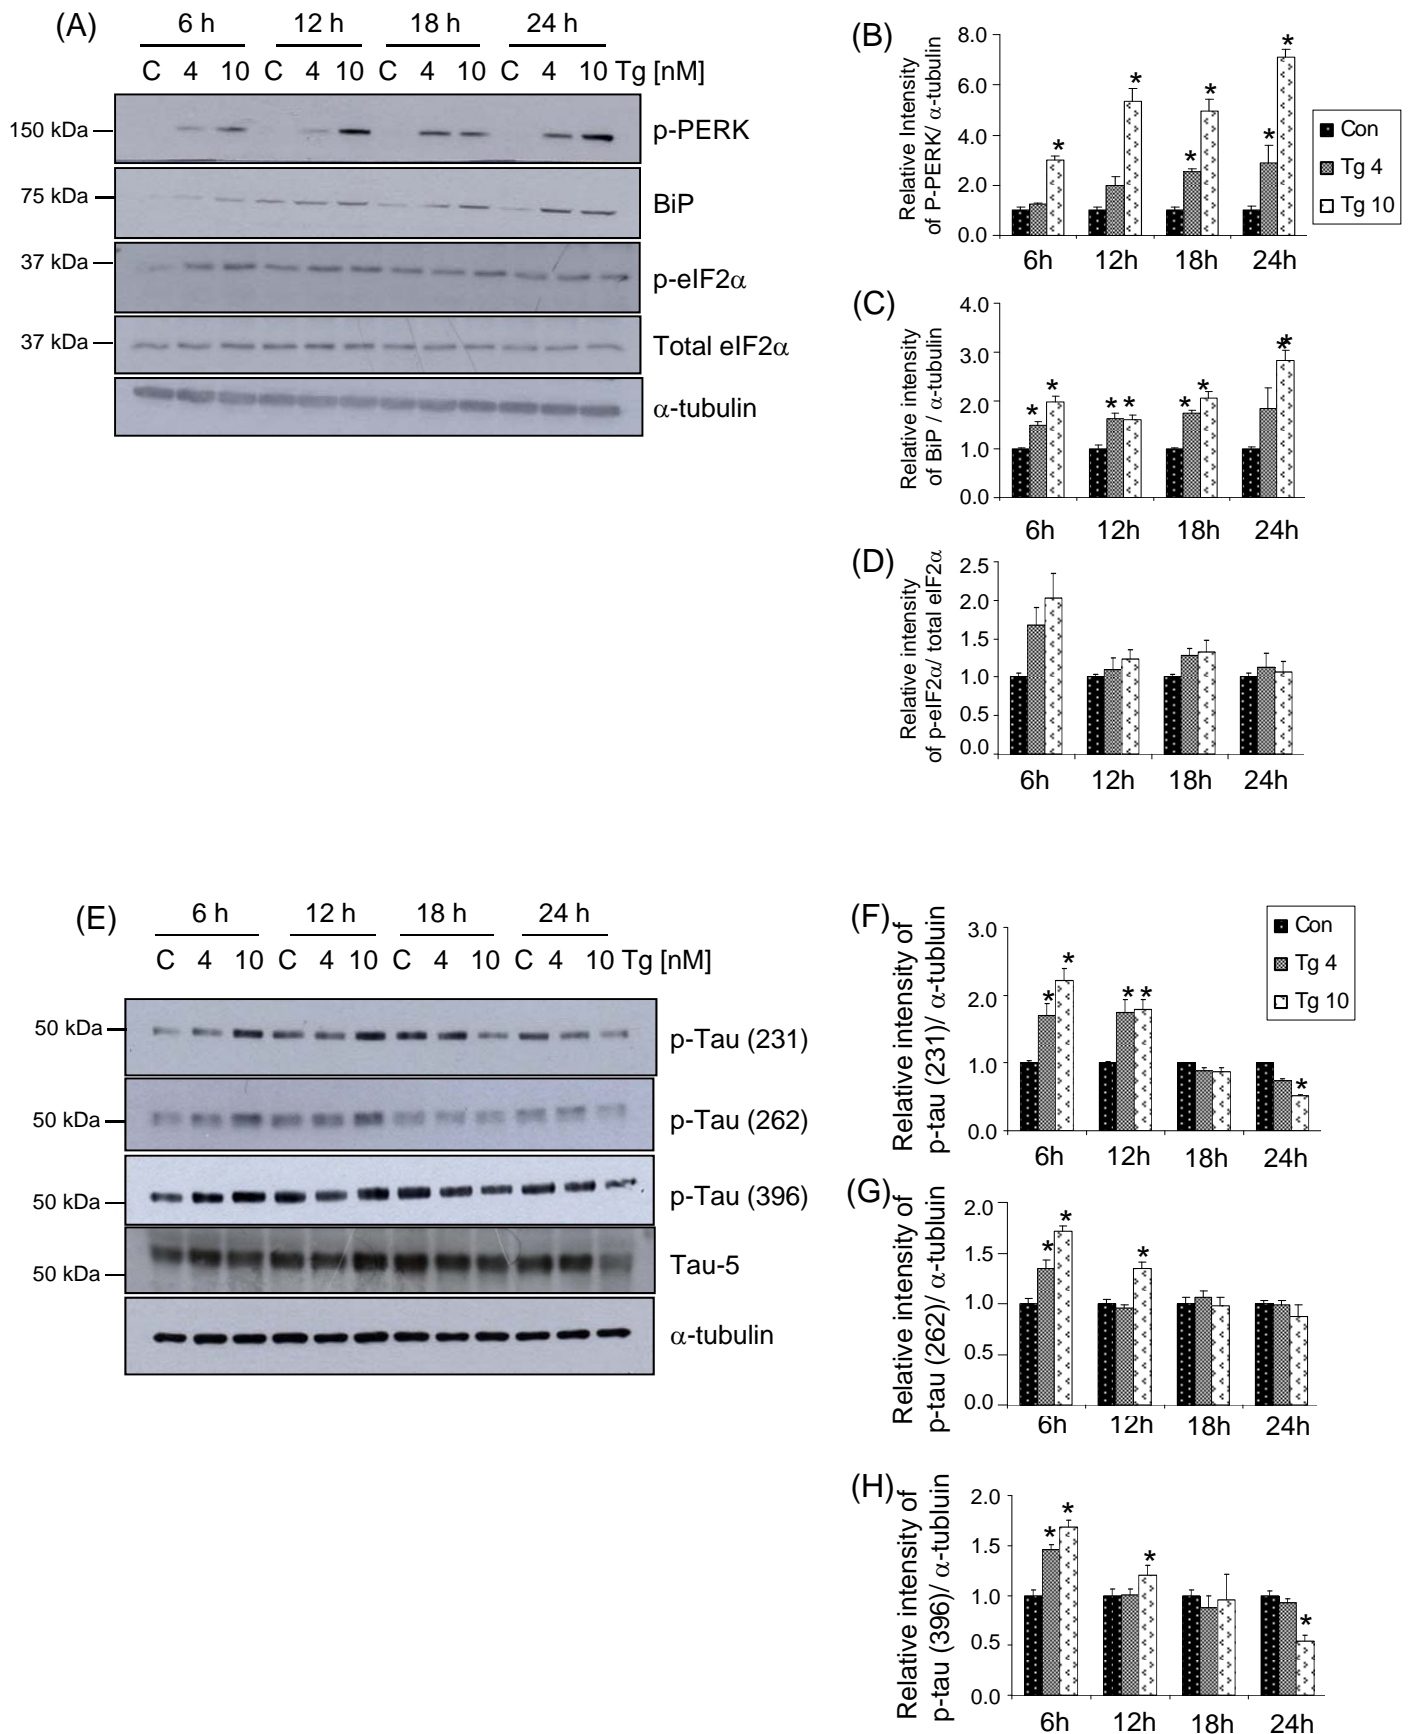 (A)
6 h 12 h 18 h 24 h
C 4 10 C 4 10 C 4 10 C 4 10 Tg [nM]
150 kDa p-PERK
75 kDa BiP
37 kDa p-eIF2α
37 kDa Total eIF2α
α-tubulin
(B)
Relative Intensity
of P-PERK/ α-tubulin
8.0
6.0
4.0
2.0
0.0
* * * * * *
6h 12h 18h 24h
Con
Tg 4
Tg 10
(C)
Relative intensity
of BiP / α-tubulin
4.0
3.0
2.0
1.0
0.0
* * * * * * * *
6h 12h 18h 24h
(D)
Relative intensity
of p-eIF2α/ total eIF2α
2.5
2.0
1.5
1.0
0.5
0.0
6h 12h 18h 24h
(E)
6 h 12 h 18 h 24 h
C 4 10 C 4 10 C 4 10 C 4 10 Tg [nM]
50 kDa p-Tau (231)
50 kDa p-Tau (262)
50 kDa p-Tau (396)
50 kDa Tau-5
α-tubulin
(F)
Relative intensity of
p-tau (231)/ α-tubluin
3.0
2.0
1.0
0.0
* * * * *
6h 12h 18h 24h
Con
Tg 4
Tg 10
(G)
Relative intensity of
p-tau (262)/ α-tubluin
2.0
1.5
1.0
0.5
0.0
* * *
6h 12h 18h 24h
(H)
Relative intensity of
p-tau (396)/ α-tubluin
2.0
1.5
1.0
0.5
0.0
* * * *
6h 12h 18h 24h